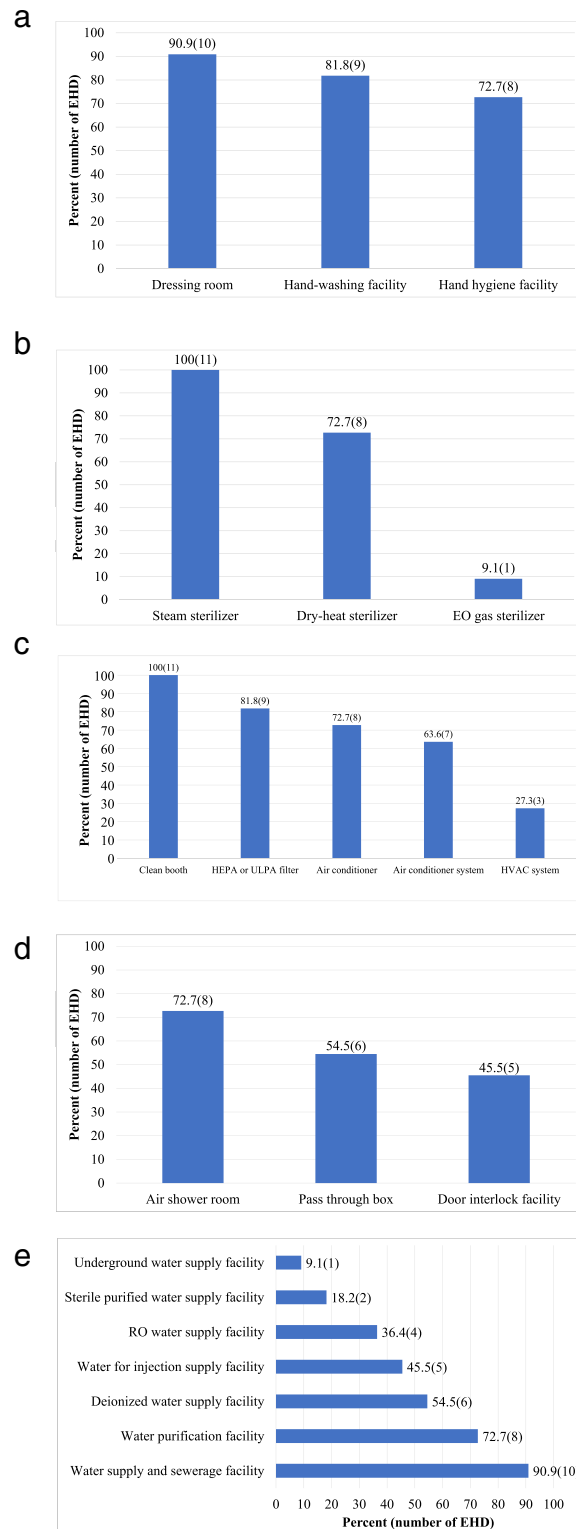 a
Percent (number of EHD)
100
90
80
70
60
50
40
30
20
10
0
90.9(10)
81.8(9)
72.7(8)
Dressing room
Hand-washing facility
Hand hygiene facility
b
Percent (number of EHD)
100
90
80
70
60
50
40
30
20
10
0
100(11)
72.7(8)
9.1(1)
Steam sterilizer
Dry-heat sterilizer
EO gas sterilizer
c
Percent (number of EHD)
100
90
80
70
60
50
40
30
20
10
0
100(11)
81.8(9)
72.7(8)
63.6(7)
27.3(3)
Clean booth
HEPA or ULPA filter
Air conditioner
Air conditioner system
HVAC system
d
Percent (number of EHD)
100
90
80
70
60
50
40
30
20
10
0
72.7(8)
54.5(6)
45.5(5)
Air shower room
Pass through box
Door interlock facility
e
Underground water supply facility
9.1(1)
Sterile purified water supply facility
18.2(2)
RO water supply facility
36.4(4)
Water for injection supply facility
45.5(5)
Deionized water supply facility
54.5(6)
Water purification facility
72.7(8)
Water supply and sewerage facility
90.9(10
0 10 20 30 40 50 60 70 80 90 100
Percent (number of EHD)